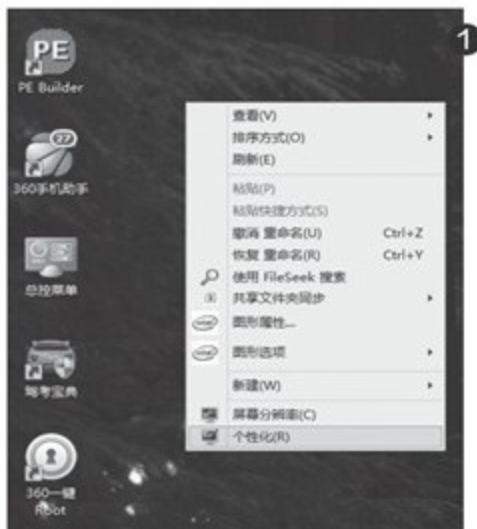 1
PE
PE Builder
27
360手机助手
总控菜单
驾考宝典
360一键
Root
查看(V)
排序方式(O)
刷新(E)
粘贴(P)
粘贴快捷方式(S)
撤消 重命名(U) Ctrl+Z
恢复 重命名(R) Ctrl+Y
使用 FileSeek 搜索
共享文件夹同步
图形属性...
图形选项
新建(W)
屏幕分辨率(C)
个性化(R)